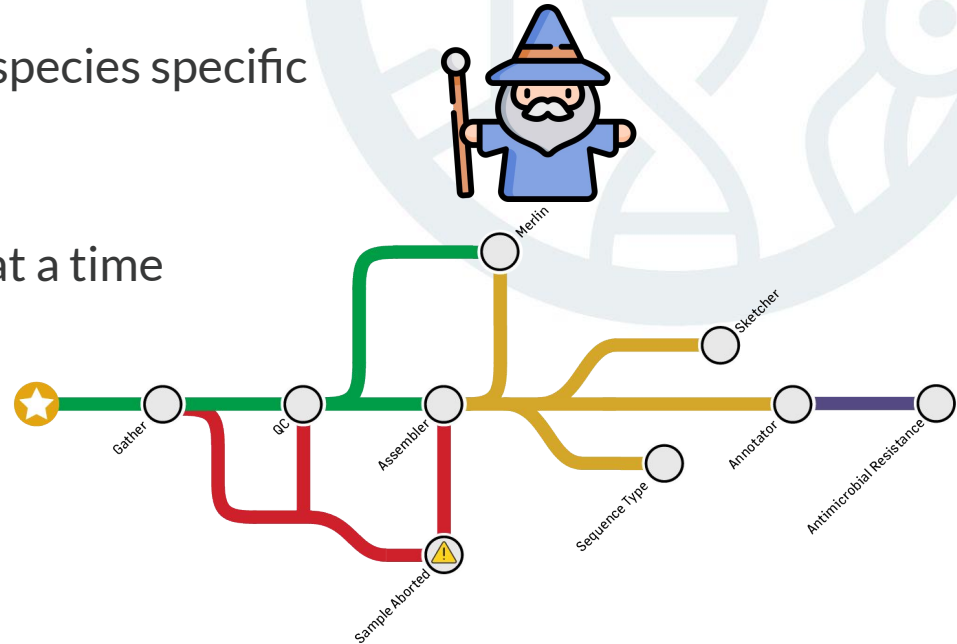 species specific
at a time
Merlin
Sketcher
Gather
QC
Assembler
Annotator
Antimicrobial Resistance
Sequence Type
Sample Aborted